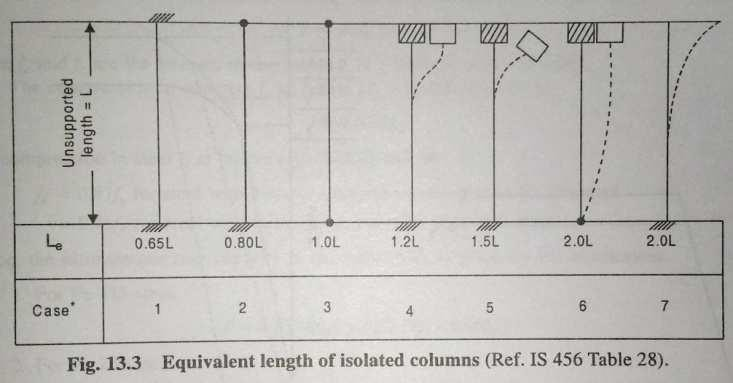 Unsupported
length = L
Le 0.65L 0.80L 1.0L 1.2L 1.5L 2.0L 2.0L
Case* 1 2 3 4 5 6 7
Fig. 13.3 Equivalent length of isolated columns (Ref. IS 456 Table 28).